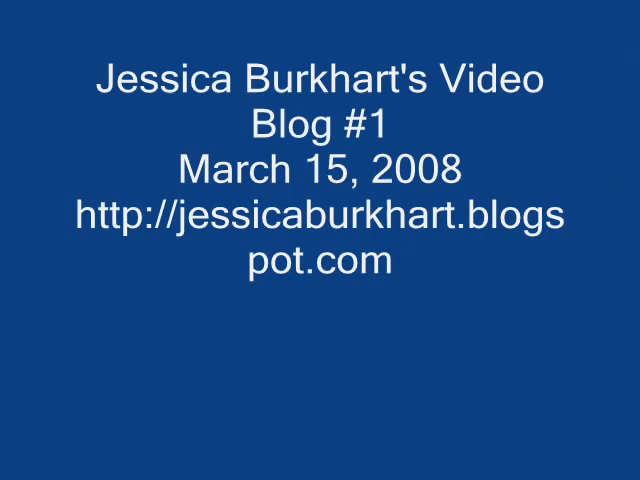 Jessica Burkhart's Video
Blog #1
March 15, 2008
http://jessicaburkhart.blogs
pot.com